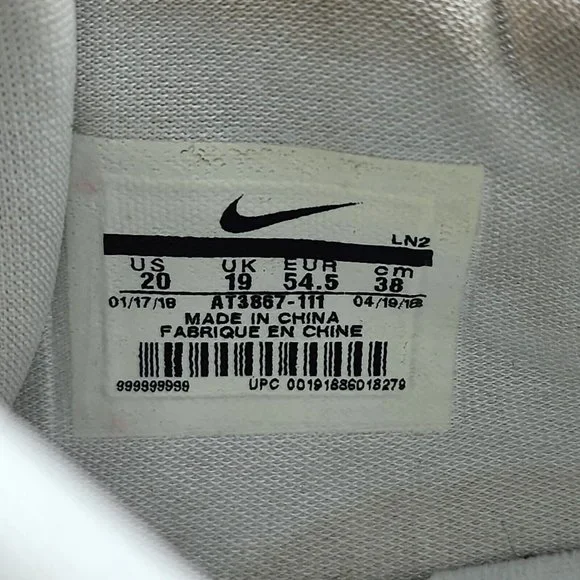 LN2
US UK EUR cm
20 19 54.5 38
01/17/18 AT3867-111 04/19/18
MADE IN CHINA
FABRIQUE EN CHINE
999999999 UPC 00191886018279